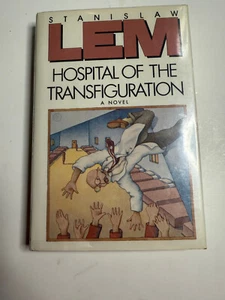 STANISLAW
LEM
HOSPITAL OF THE
TRANSFIGURATION
A NOVEL